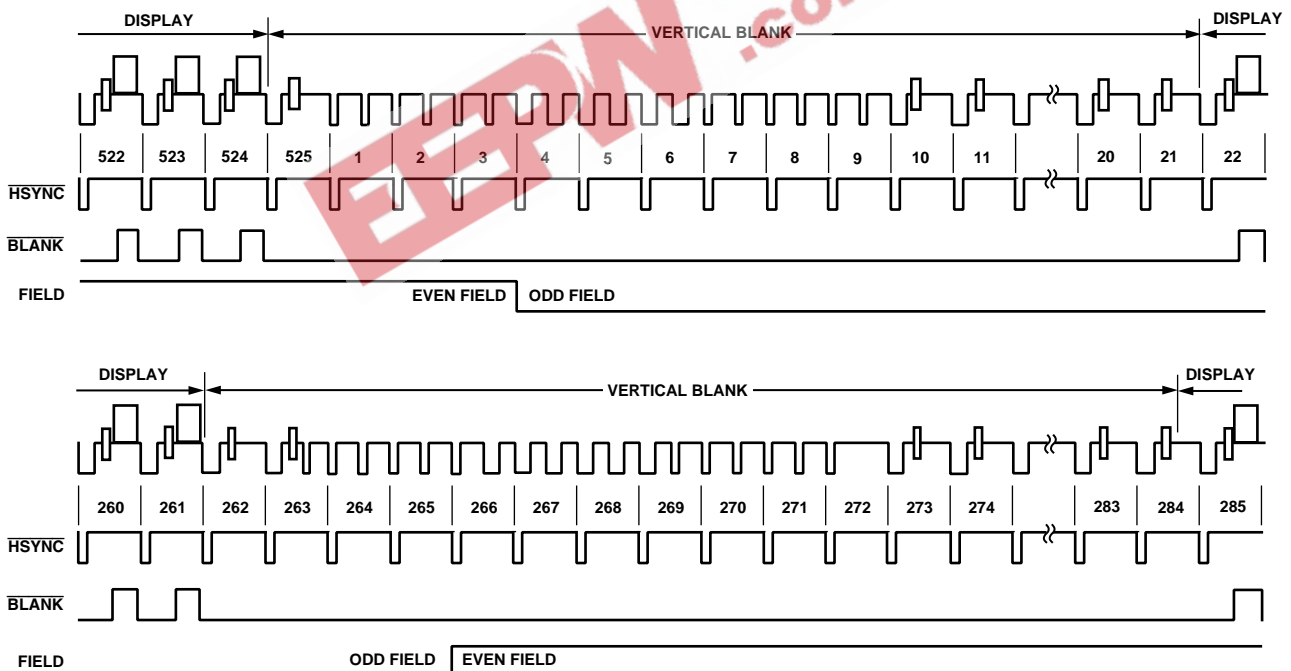 DISPLAY VERTICAL BLANK DISPLAY
522 523 524 525 1 2 3 4 5 6 7 8 9 10 11 20 21 22
HSYNC
BLANK
FIELD EVEN FIELD ODD FIELD
DISPLAY VERTICAL BLANK DISPLAY
260 261 262 263 264 265 266 267 268 269 270 271 272 273 274 283 284 285
HSYNC
BLANK
FIELD ODD FIELD EVEN FIELD
EEPW .com